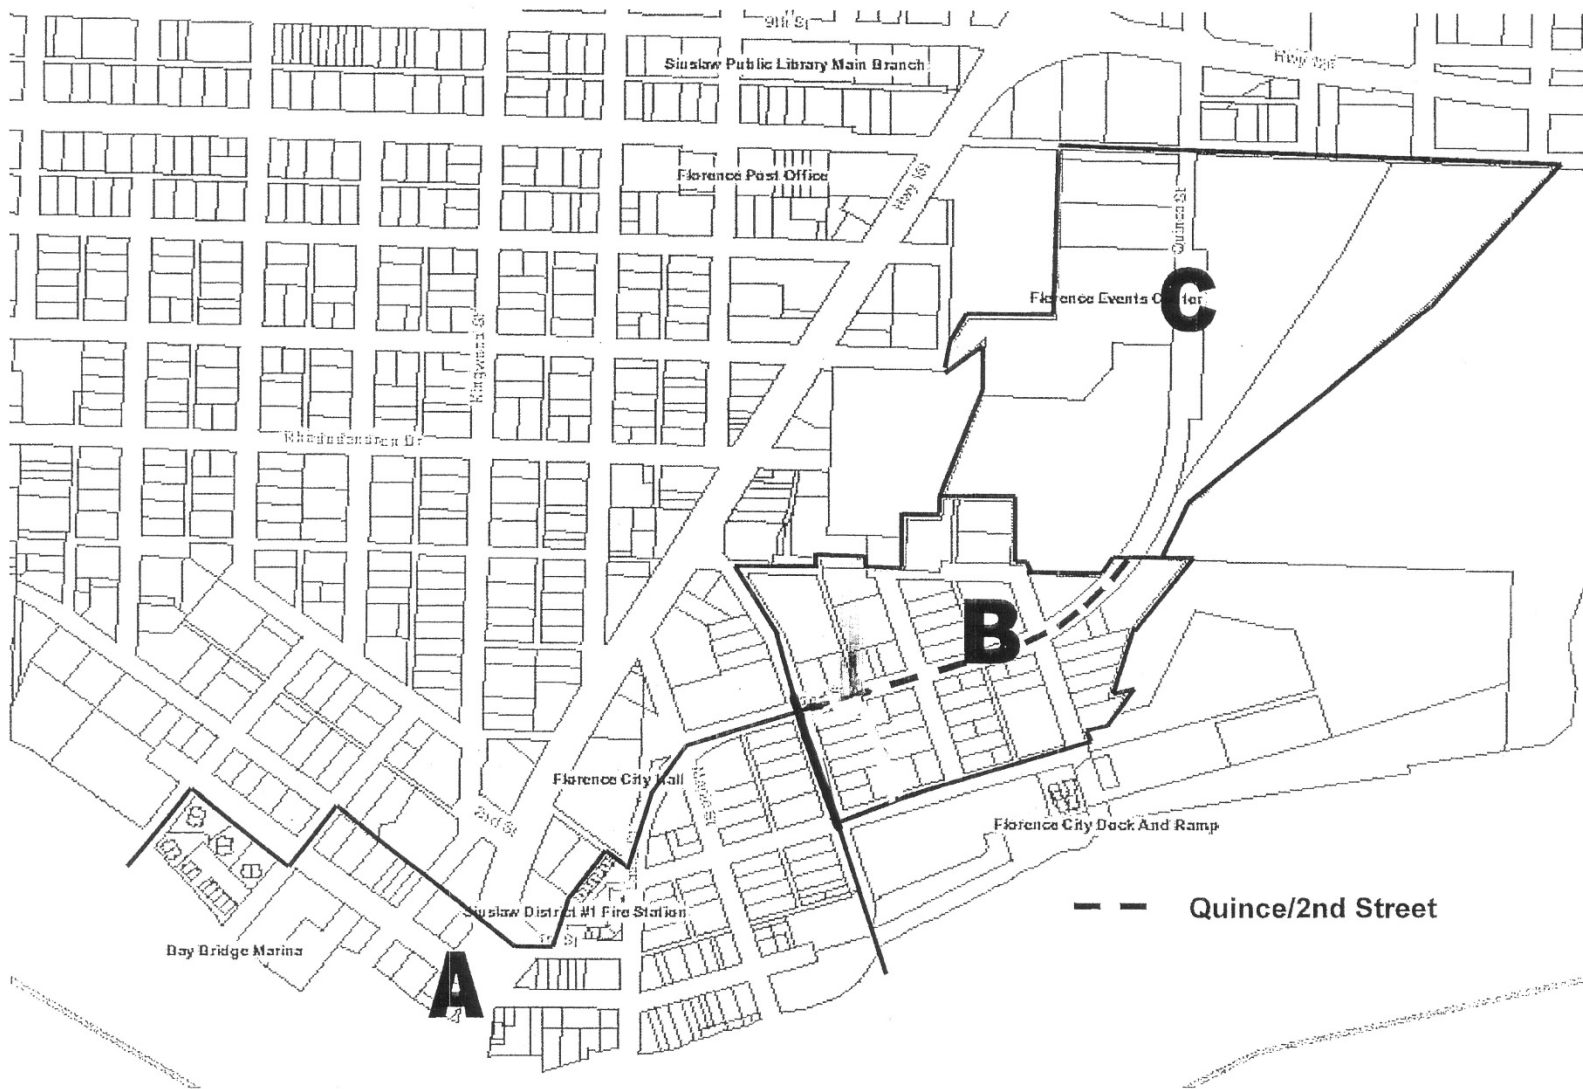 9th St
Siuslaw Public Library Main Branch
Hwy 126
Florence Post Office
Hwy 101
Quince St
C
Florence Events Center
Kingwood St
Rhododendron Dr
B
Florence City Hall
2nd St
Florence City Dock And Ramp
Quince/2nd Street
Siuslaw District #1 Fire Station
1st St
Bay Bridge Marina
A